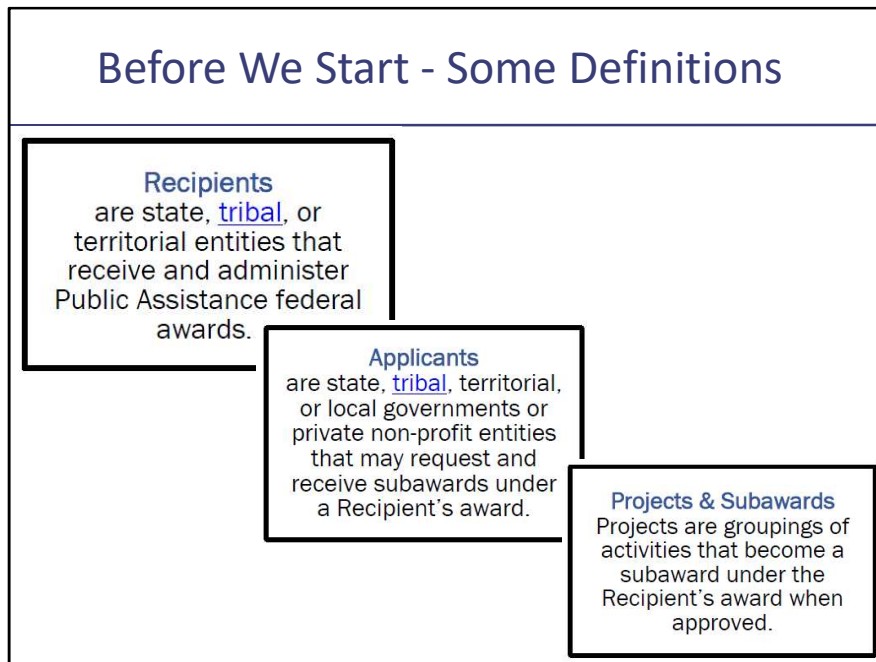 Before We Start - Some Definitions
Recipients
are state, tribal, or
territorial entities that
receive and administer
Public Assistance federal
awards.
Applicants
are state, tribal, territorial,
or local governments or
private non-profit entities
that may request and
receive subawards under
a Recipient's award.
Projects & Subawards
Projects are groupings of
activities that become a
subaward under the
Recipient's award when
approved.